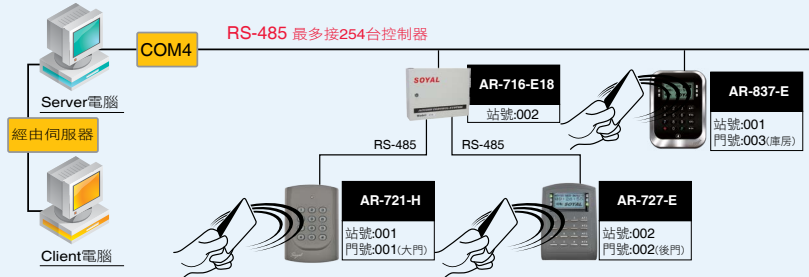 RS-485 最多接254台控制器
COM4
Server電腦
經由伺服器
Client電腦
SOYAL
AR-716-E18
站號:002
AR-837-E
站號:001
門號:003(庫房)
RS-485
RS-485
AR-721-H
站號:001
門號:001(大門)
SOYAL
AR-727-E
站號:002
門號:002(後門)